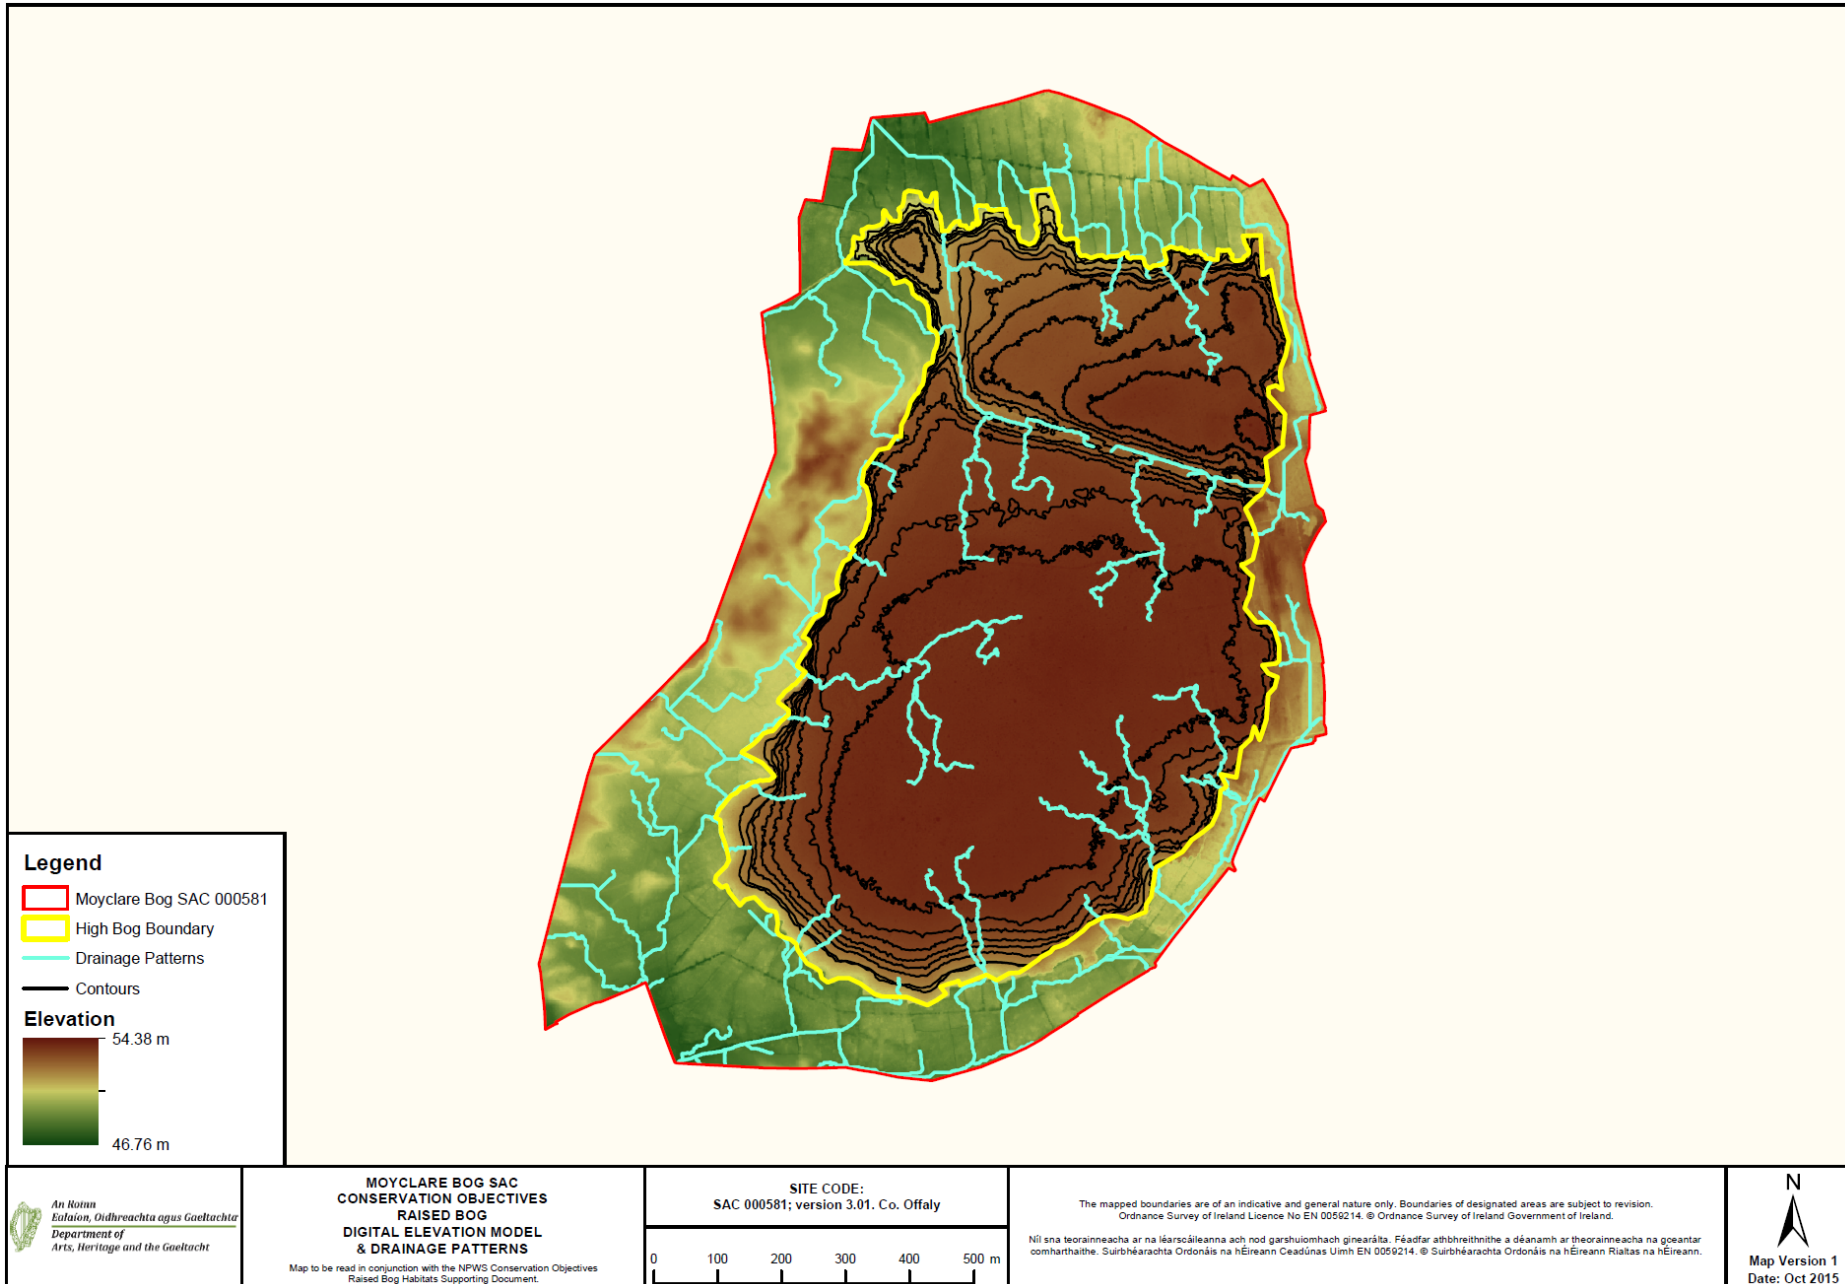 Legend
Moyclare Bog SAC 000581
High Bog Boundary
Drainage Patterns
Contours
Elevation
54.38 m
46.76 m
An Roinn
Ealaíon, Oidhreachta agus Gaeltachta
Department of
Arts, Heritage and the Gaeltacht
MOYCLARE BOG SAC
CONSERVATION OBJECTIVES
RAISED BOG
DIGITAL ELEVATION MODEL
& DRAINAGE PATTERNS
Map to be read in conjunction with the NPWS Conservation Objectives
Raised Bog Habitats Supporting Document.
SITE CODE:
SAC 000581; version 3.01. Co. Offaly
0 100 200 300 400 500 m
The mapped boundaries are of an indicative and general nature only. Boundaries of designated areas are subject to revision.
Ordnance Survey of Ireland Licence No EN 0059214. © Ordnance Survey of Ireland Government of Ireland.
Níl sna teorainneacha ar na léarscáileanna ach nod garshuiomhach ginearálta. Féadfar athbhreithnithe a déanamh ar theorainneacha na gceantar
comharthaithe. Suirbhéarachta Ordonáis na hÉireann Ceadúnas Uimh EN 0059214. © Suirbhéarachta Ordonáis na hÉireann Rialtas na hÉireann.
N
Map Version 1
Date: Oct 2015